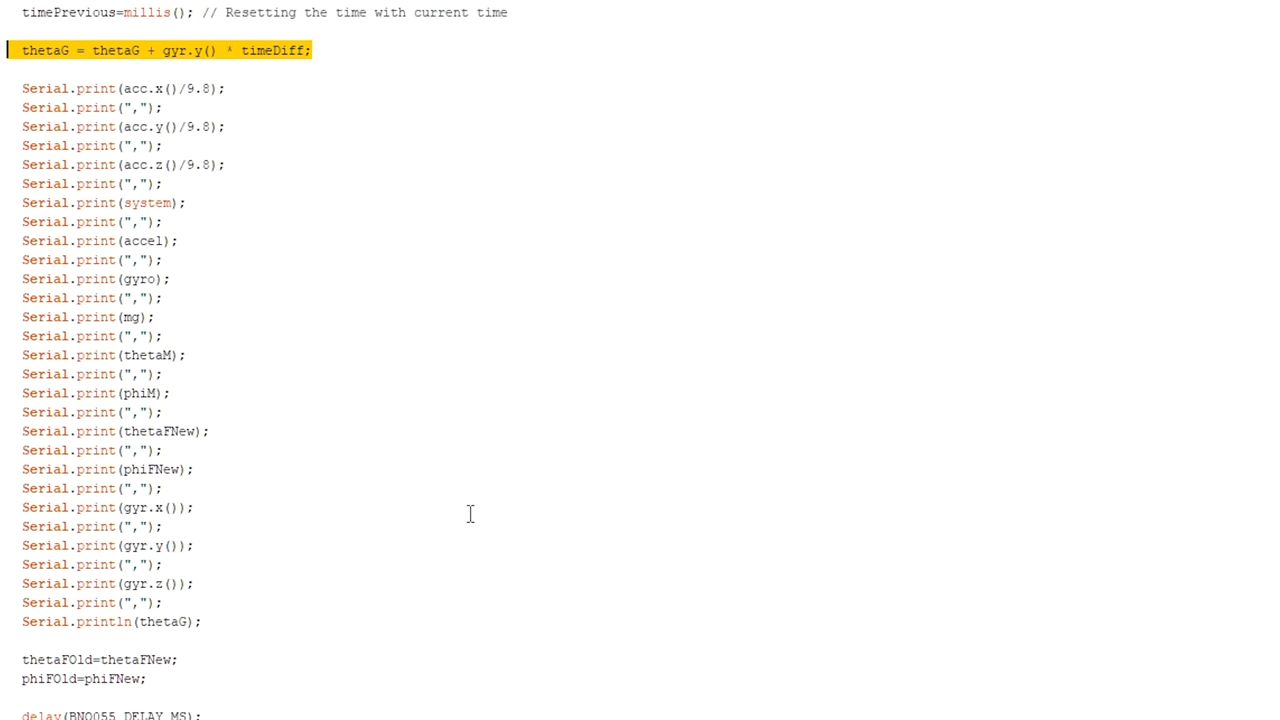 timePrevious=millis(); // Resetting the time with current time
thetaG = thetaG + gyr.y() * timeDiff;
Serial.print(acc.x()/9.8);
Serial.print(",");
Serial.print(acc.y()/9.8);
Serial.print(",");
Serial.print(acc.z()/9.8);
Serial.print(",");
Serial.print(system);
Serial.print(",");
Serial.print(accel);
Serial.print(",");
Serial.print(gyro);
Serial.print(",");
Serial.print(mg);
Serial.print(",");
Serial.print(thetaM);
Serial.print(",");
Serial.print(phiM);
Serial.print(",");
Serial.print(thetaFNew);
Serial.print(",");
Serial.print(phiFNew);
Serial.print(",");
Serial.print(gyr.x());
Serial.print(",");
Serial.print(gyr.y());
Serial.print(",");
Serial.print(gyr.z());
Serial.print(",");
Serial.println(thetaG);
thetaFOld=thetaFNew;
phiFOld=phiFNew;
delay(BNO055_DELAY_MS);